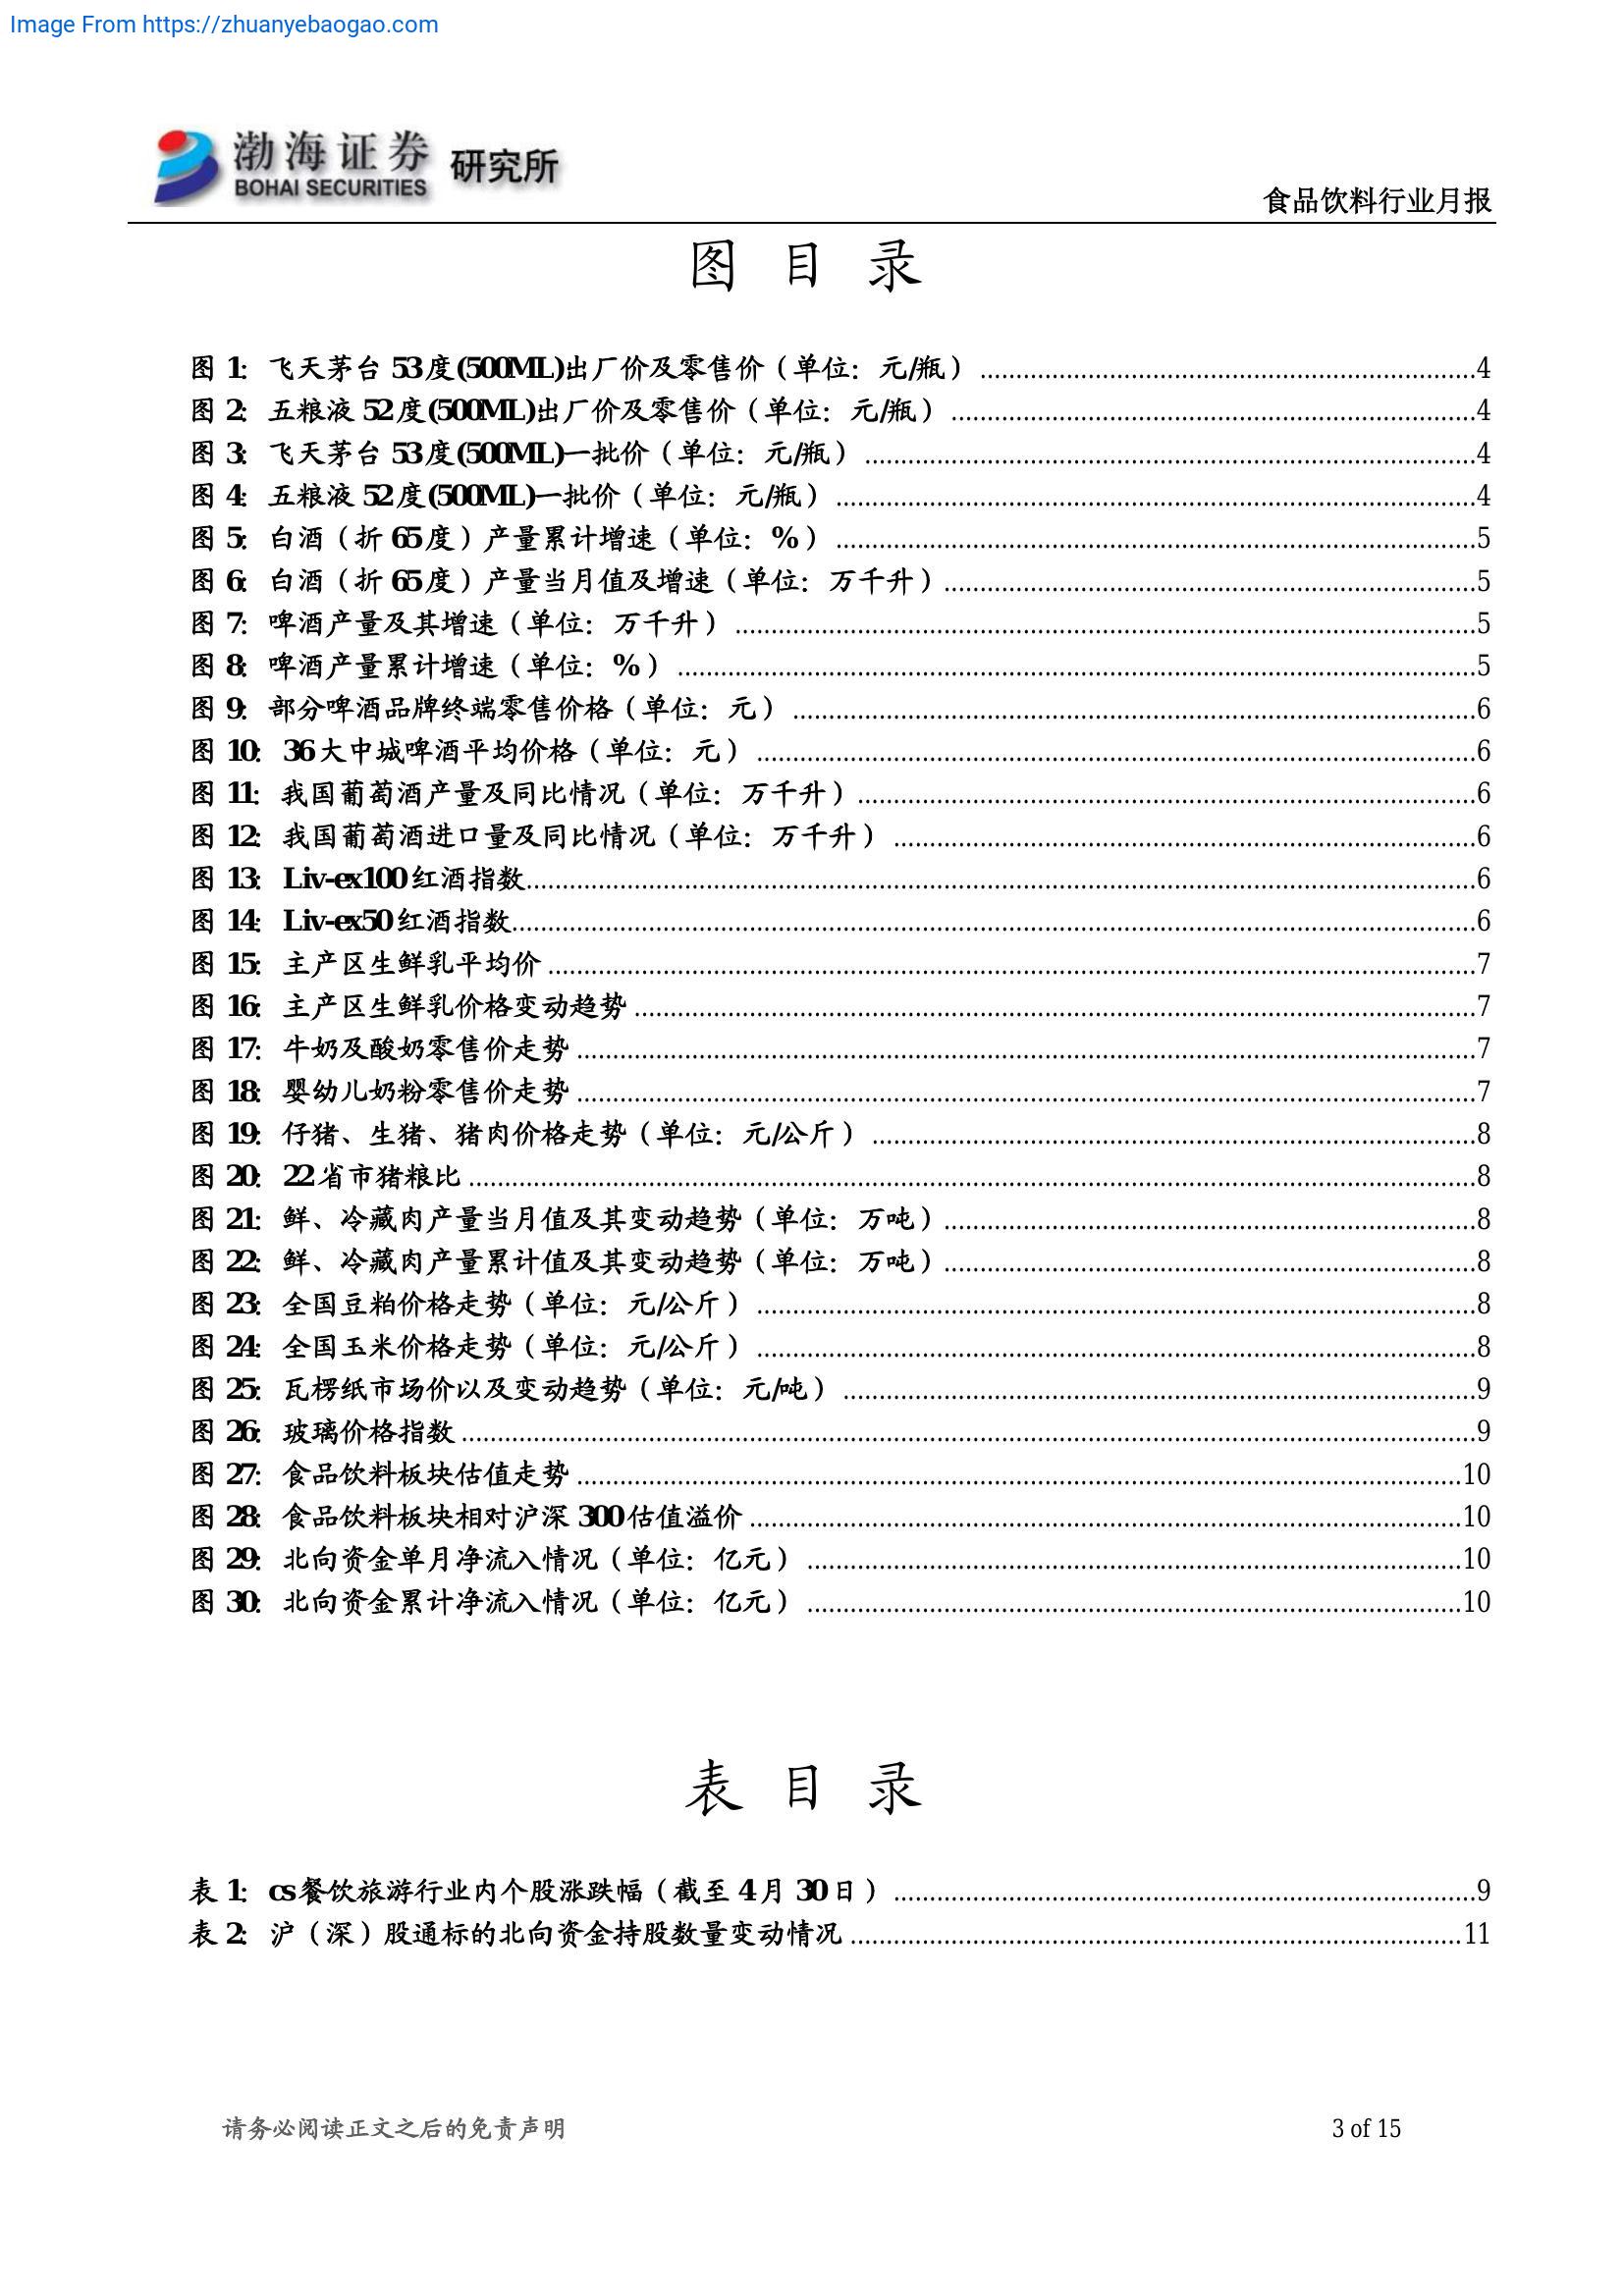 Image From https://zhuanyebaogao.com
渤海证券 研究所
BOHAI SECURITIES
食品饮料行业月报
图 目 录
图 1：飞天茅台 53度(500ML)出厂价及零售价（单位：元/瓶）........4
图 2：五粮液 52度(500ML)出厂价及零售价（单位：元/瓶）........4
图 3：飞天茅台 53度(500ML)一批价（单位：元/瓶）........4
图 4：五粮液 52度(500ML)一批价（单位：元/瓶）........4
图 5：白酒（折 65度）产量累计增速（单位：%）........5
图 6：白酒（折 65度）产量当月值及增速（单位：万千升）........5
图 7：啤酒产量及其增速（单位：万千升）........5
图 8：啤酒产量累计增速（单位：%）........5
图 9：部分啤酒品牌终端零售价格（单位：元）........6
图 10：36大中城啤酒平均价格（单位：元）........6
图 11：我国葡萄酒产量及同比情况（单位：万千升）........6
图 12：我国葡萄酒进口量及同比情况（单位：万千升）........6
图 13：Liv-ex100红酒指数........6
图 14：Liv-ex50红酒指数........6
图 15：主产区生鲜乳平均价........7
图 16：主产区生鲜乳价格变动趋势........7
图 17：牛奶及酸奶零售价走势........7
图 18：婴幼儿奶粉零售价走势........7
图 19：仔猪、生猪、猪肉价格走势（单位：元/公斤）........8
图 20：22省市猪粮比........8
图 21：鲜、冷藏肉产量当月值及其变动趋势（单位：万吨）........8
图 22：鲜、冷藏肉产量累计值及其变动趋势（单位：万吨）........8
图 23：全国豆粕价格走势（单位：元/公斤）........8
图 24：全国玉米价格走势（单位：元/公斤）........8
图 25：瓦楞纸市场价以及变动趋势（单位：元/吨）........9
图 26：玻璃价格指数........9
图 27：食品饮料板块估值走势........10
图 28：食品饮料板块相对沪深 300估值溢价........10
图 29：北向资金单月净流入情况（单位：亿元）........10
图 30：北向资金累计净流入情况（单位：亿元）........10
表 目 录
表 1：cs餐饮旅游行业内个股涨跌幅（截至 4月 30日）........9
表 2：沪（深）股通标的北向资金持股数量变动情况........11
请务必阅读正文之后的免责声明
3 of 15